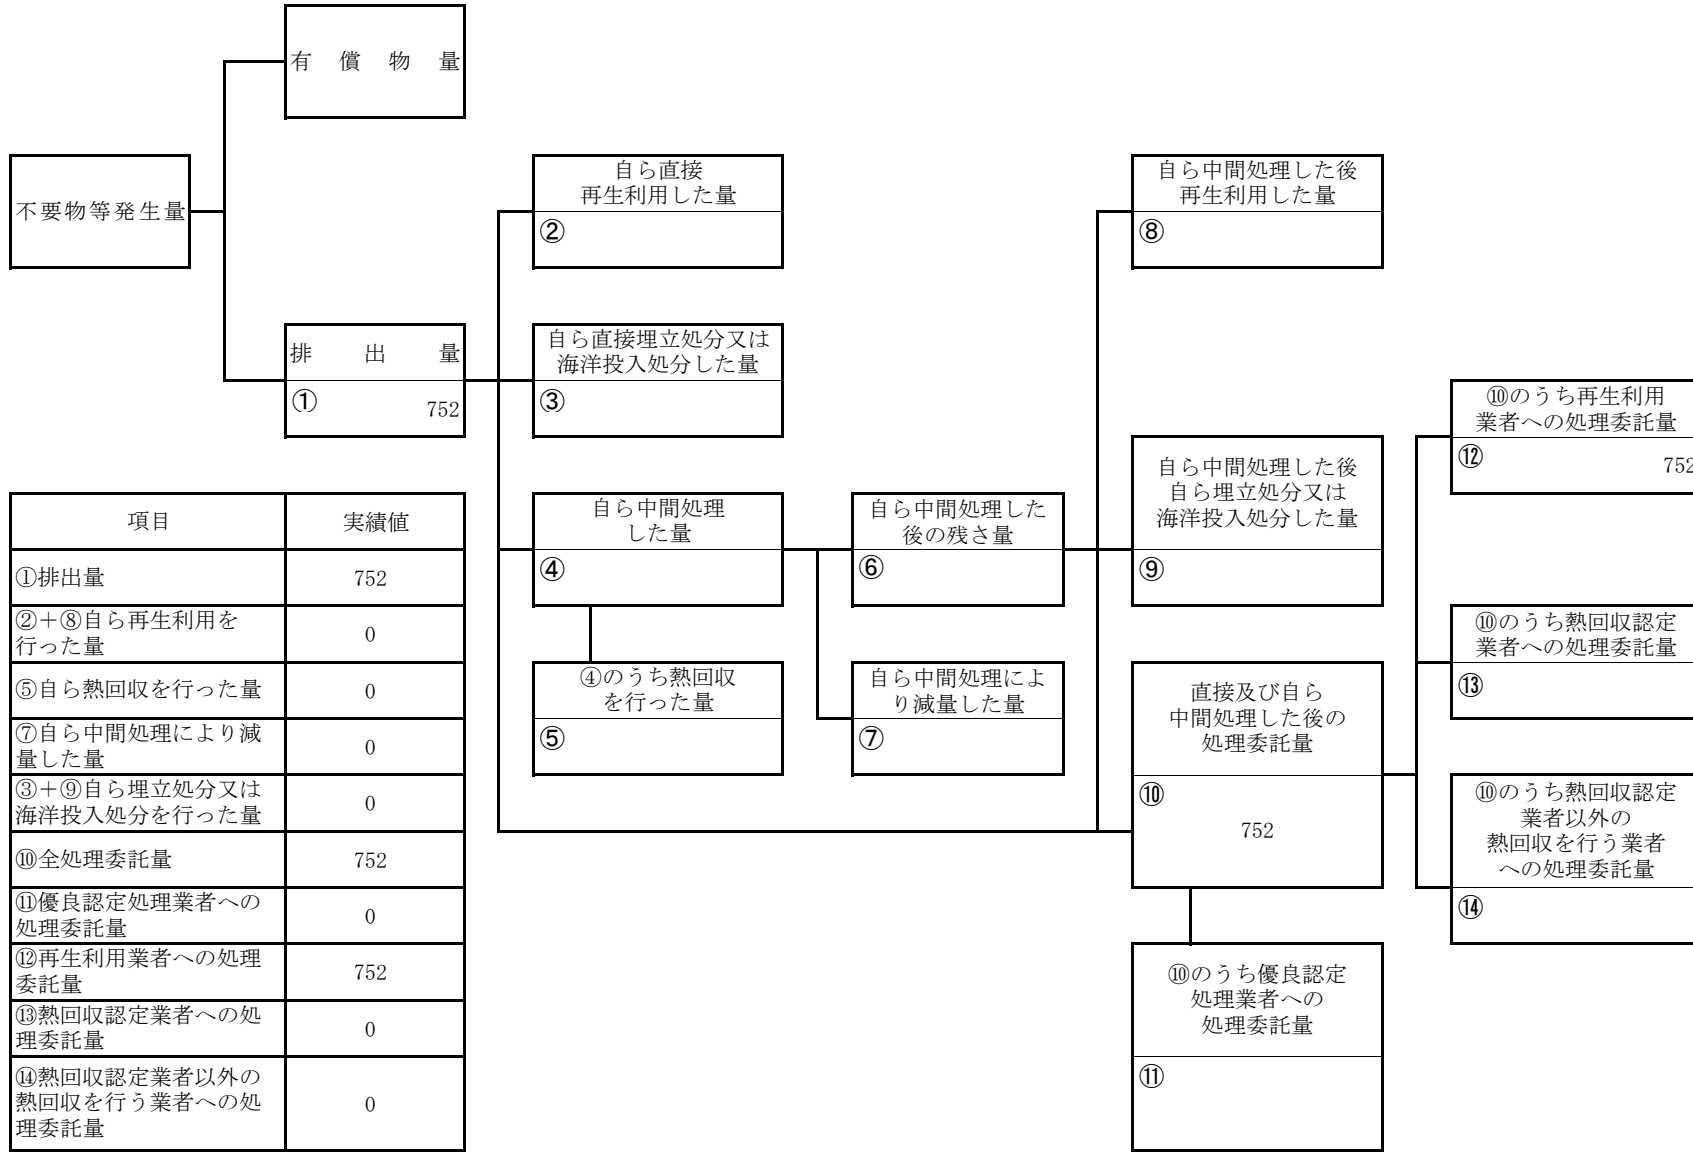 有償物量
不要物等発生量
排出量
①
752
自ら直接
再生利用した量
②
自ら直接埋立処分又は
海洋投入処分した量
③
自ら中間処理
した量
④
④のうち熱回収
を行った量
⑤
自ら中間処理した
後の残さ量
⑥
自ら中間処理によ
り減量した量
⑦
自ら中間処理した後
再生利用した量
⑧
自ら中間処理した後
自ら埋立処分又は
海洋投入処分した量
⑨
直接及び自ら
中間処理した後の
処理委託量
⑩
752
⑩のうち優良認定
処理業者への
処理委託量
⑪
⑩のうち再生利用
業者への処理委託量
⑫
752
⑩のうち熱回収認定
業者への処理委託量
⑬
⑩のうち熱回収認定
業者以外の
熱回収を行う業者
への処理委託量
⑭
項目 実績値
①排出量 752
②+⑧自ら再生利用を
行った量 0
⑤自ら熱回収を行った量 0
⑦自ら中間処理により減
量した量 0
③+⑨自ら埋立処分又は
海洋投入処分を行った量 0
⑩全処理委託量 752
⑪優良認定処理業者への
処理委託量 0
⑫再生利用業者への処理
委託量 752
⑬熱回収認定業者への処
理委託量 0
⑭熱回収認定業者以外の
熱回収を行う業者への処
理委託量 0